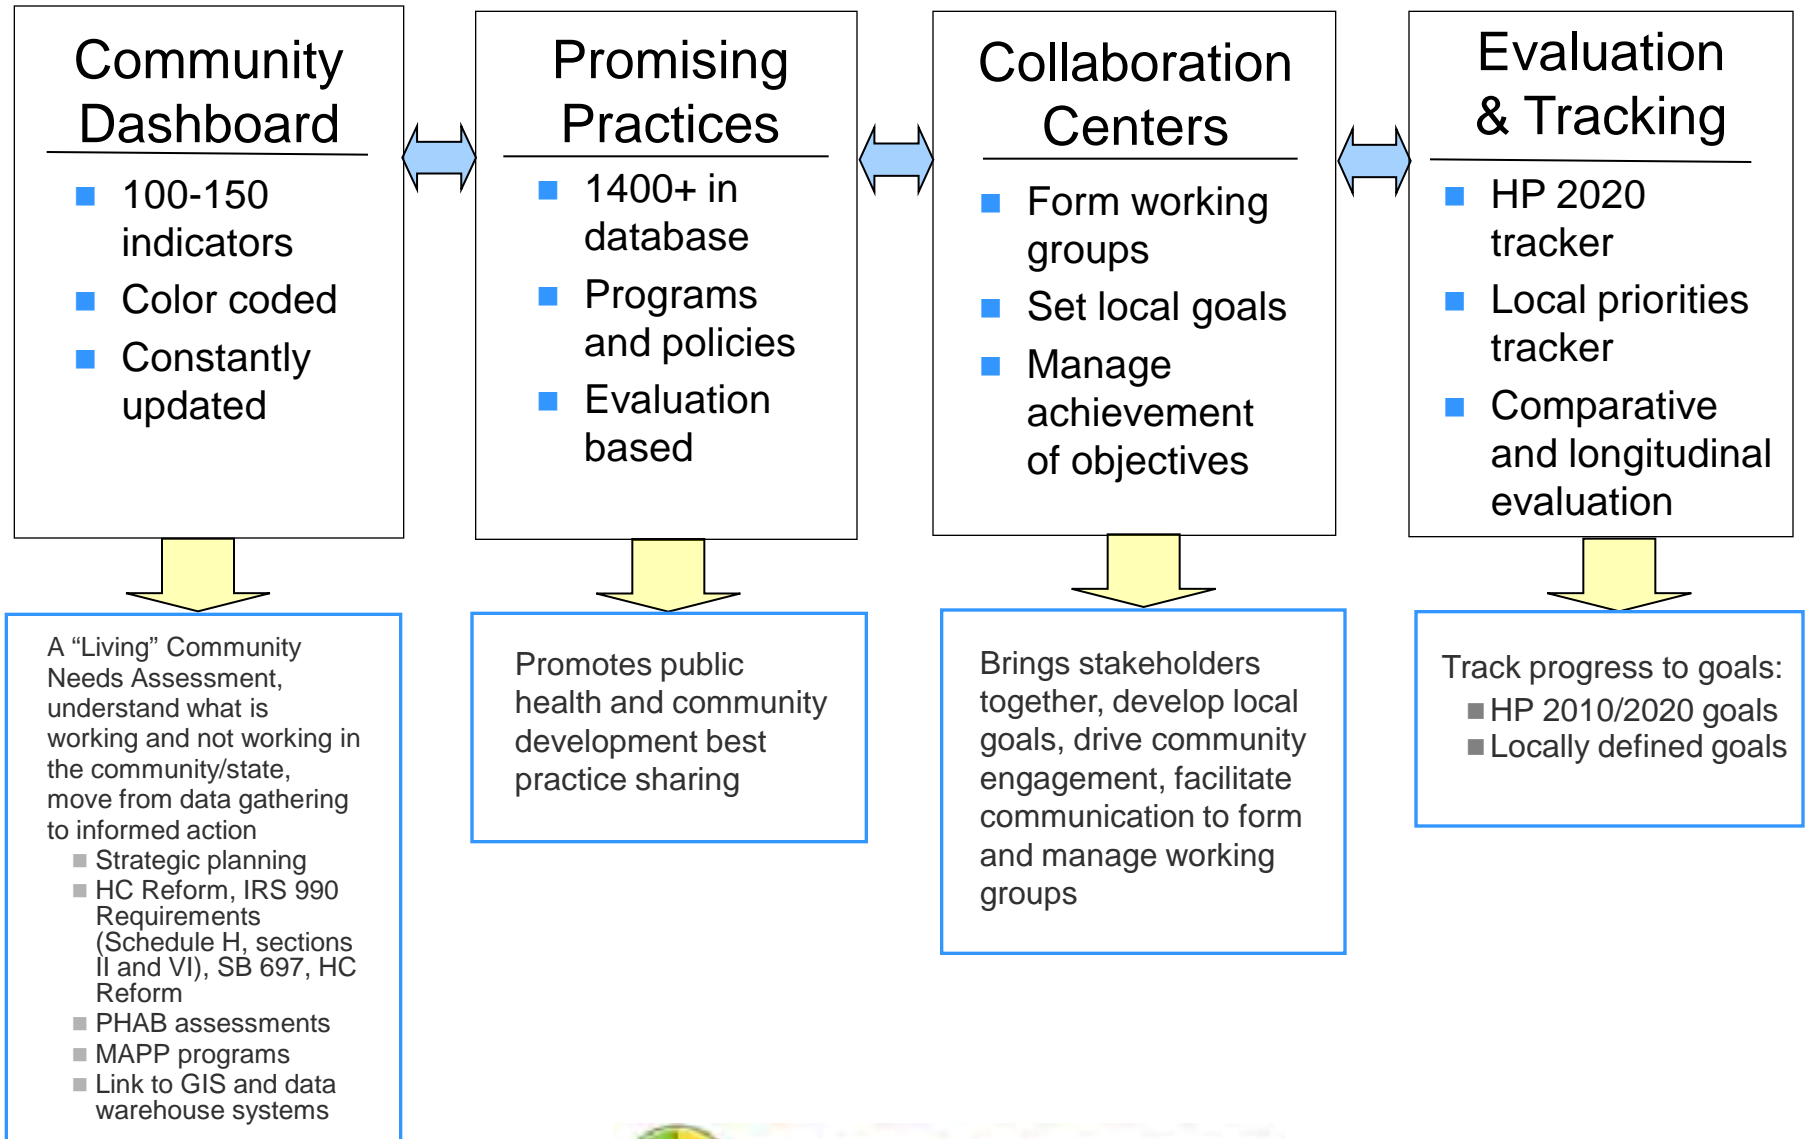 Community
Dashboard
100-150
indicators
Color coded
Constantly
updated
Promising
Practices
1400+ in
database
Programs
and policies
Evaluation
based
Collaboration
Centers
Form working
groups
Set local goals
Manage
achievement
of objectives
Evaluation
& Tracking
HP 2020
tracker
Local priorities
tracker
Comparative
and longitudinal
evaluation
A “Living” Community
Needs Assessment,
understand what is
working and not working in
the community/state,
move from data gathering
to informed action
Strategic planning
HC Reform, IRS 990
Requirements
(Schedule H, sections
II and VI), SB 697, HC
Reform
PHAB assessments
MAPP programs
Link to GIS and data
warehouse systems
Promotes public
health and community
development best
practice sharing
Brings stakeholders
together, develop local
goals, drive community
engagement, facilitate
communication to form
and manage working
groups
Track progress to goals:
HP 2010/2020 goals
Locally defined goals